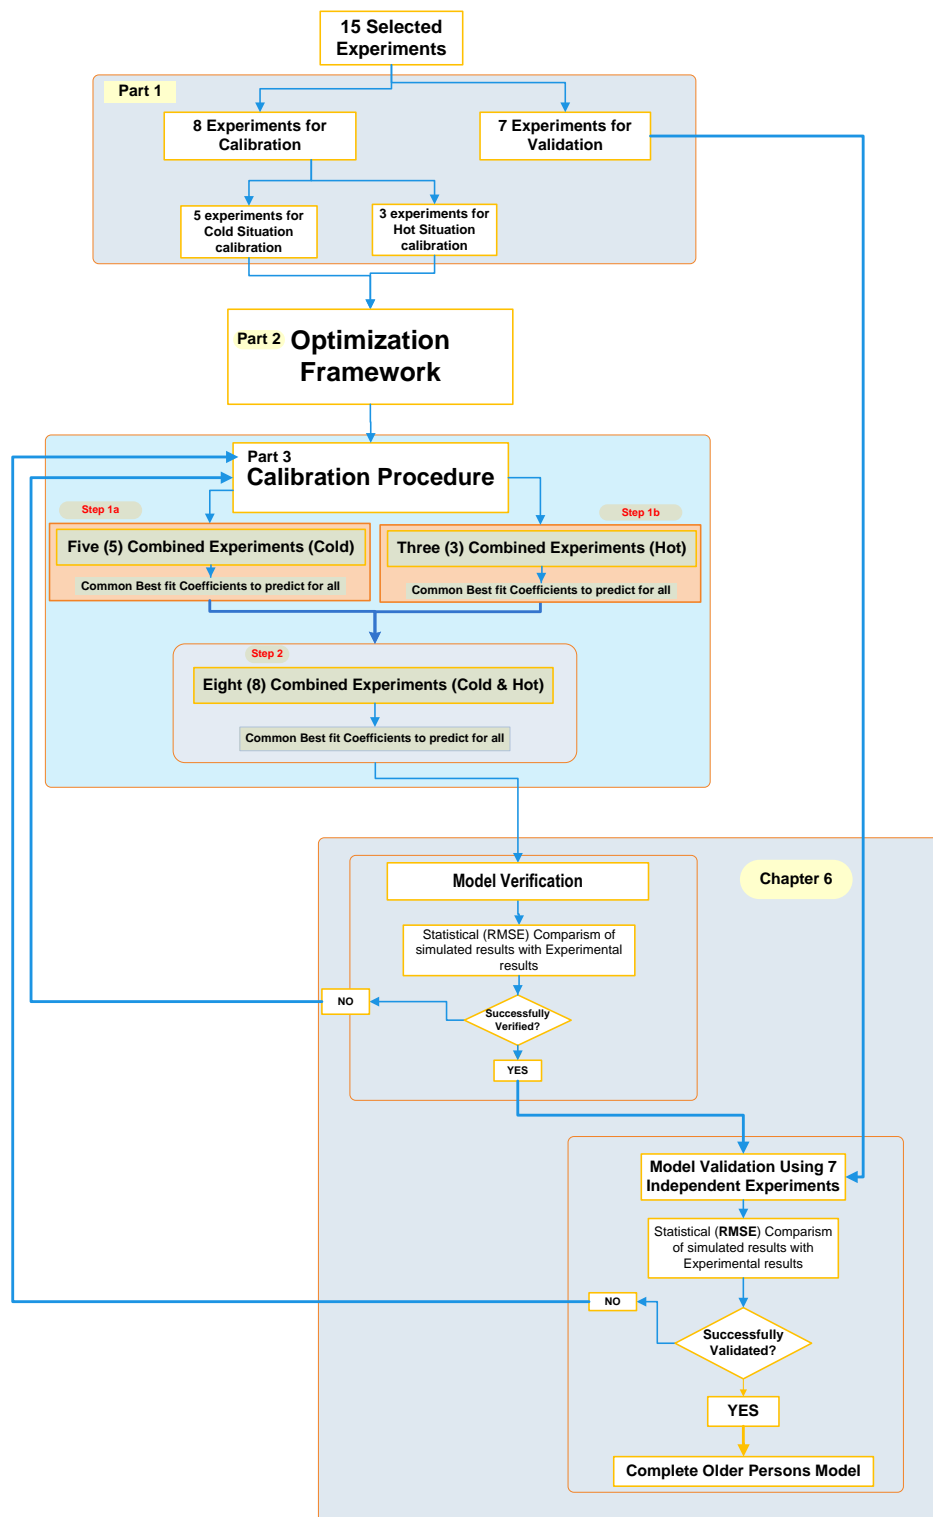 15 Selected
Experiments
Part 1
8 Experiments for
Calibration
7 Experiments for
Validation
5 experiments for
Cold Situation
calibration
3 experiments for
Hot Situation
calibration
Part 2 Optimization
Framework
Part 3
Calibration Procedure
Step 1a
Step 1b
Five (5) Combined Experiments (Cold)
Common Best fit Coefficients to predict for all
Three (3) Combined Experiments (Hot)
Common Best fit Coefficients to predict for all
Step 2
Eight (8) Combined Experiments (Cold & Hot)
Common Best fit Coefficients to predict for all
Chapter 6
Model Verification
Statistical (RMSE) Comparism of
simulated results with Experimental
results
NO
Successfully
Verified?
YES
Model Validation Using 7
Independent Experiments
Statistical (RMSE) Comparism
of simulated results with
Experimental results
NO
Successfully
Validated?
YES
Complete Older Persons Model